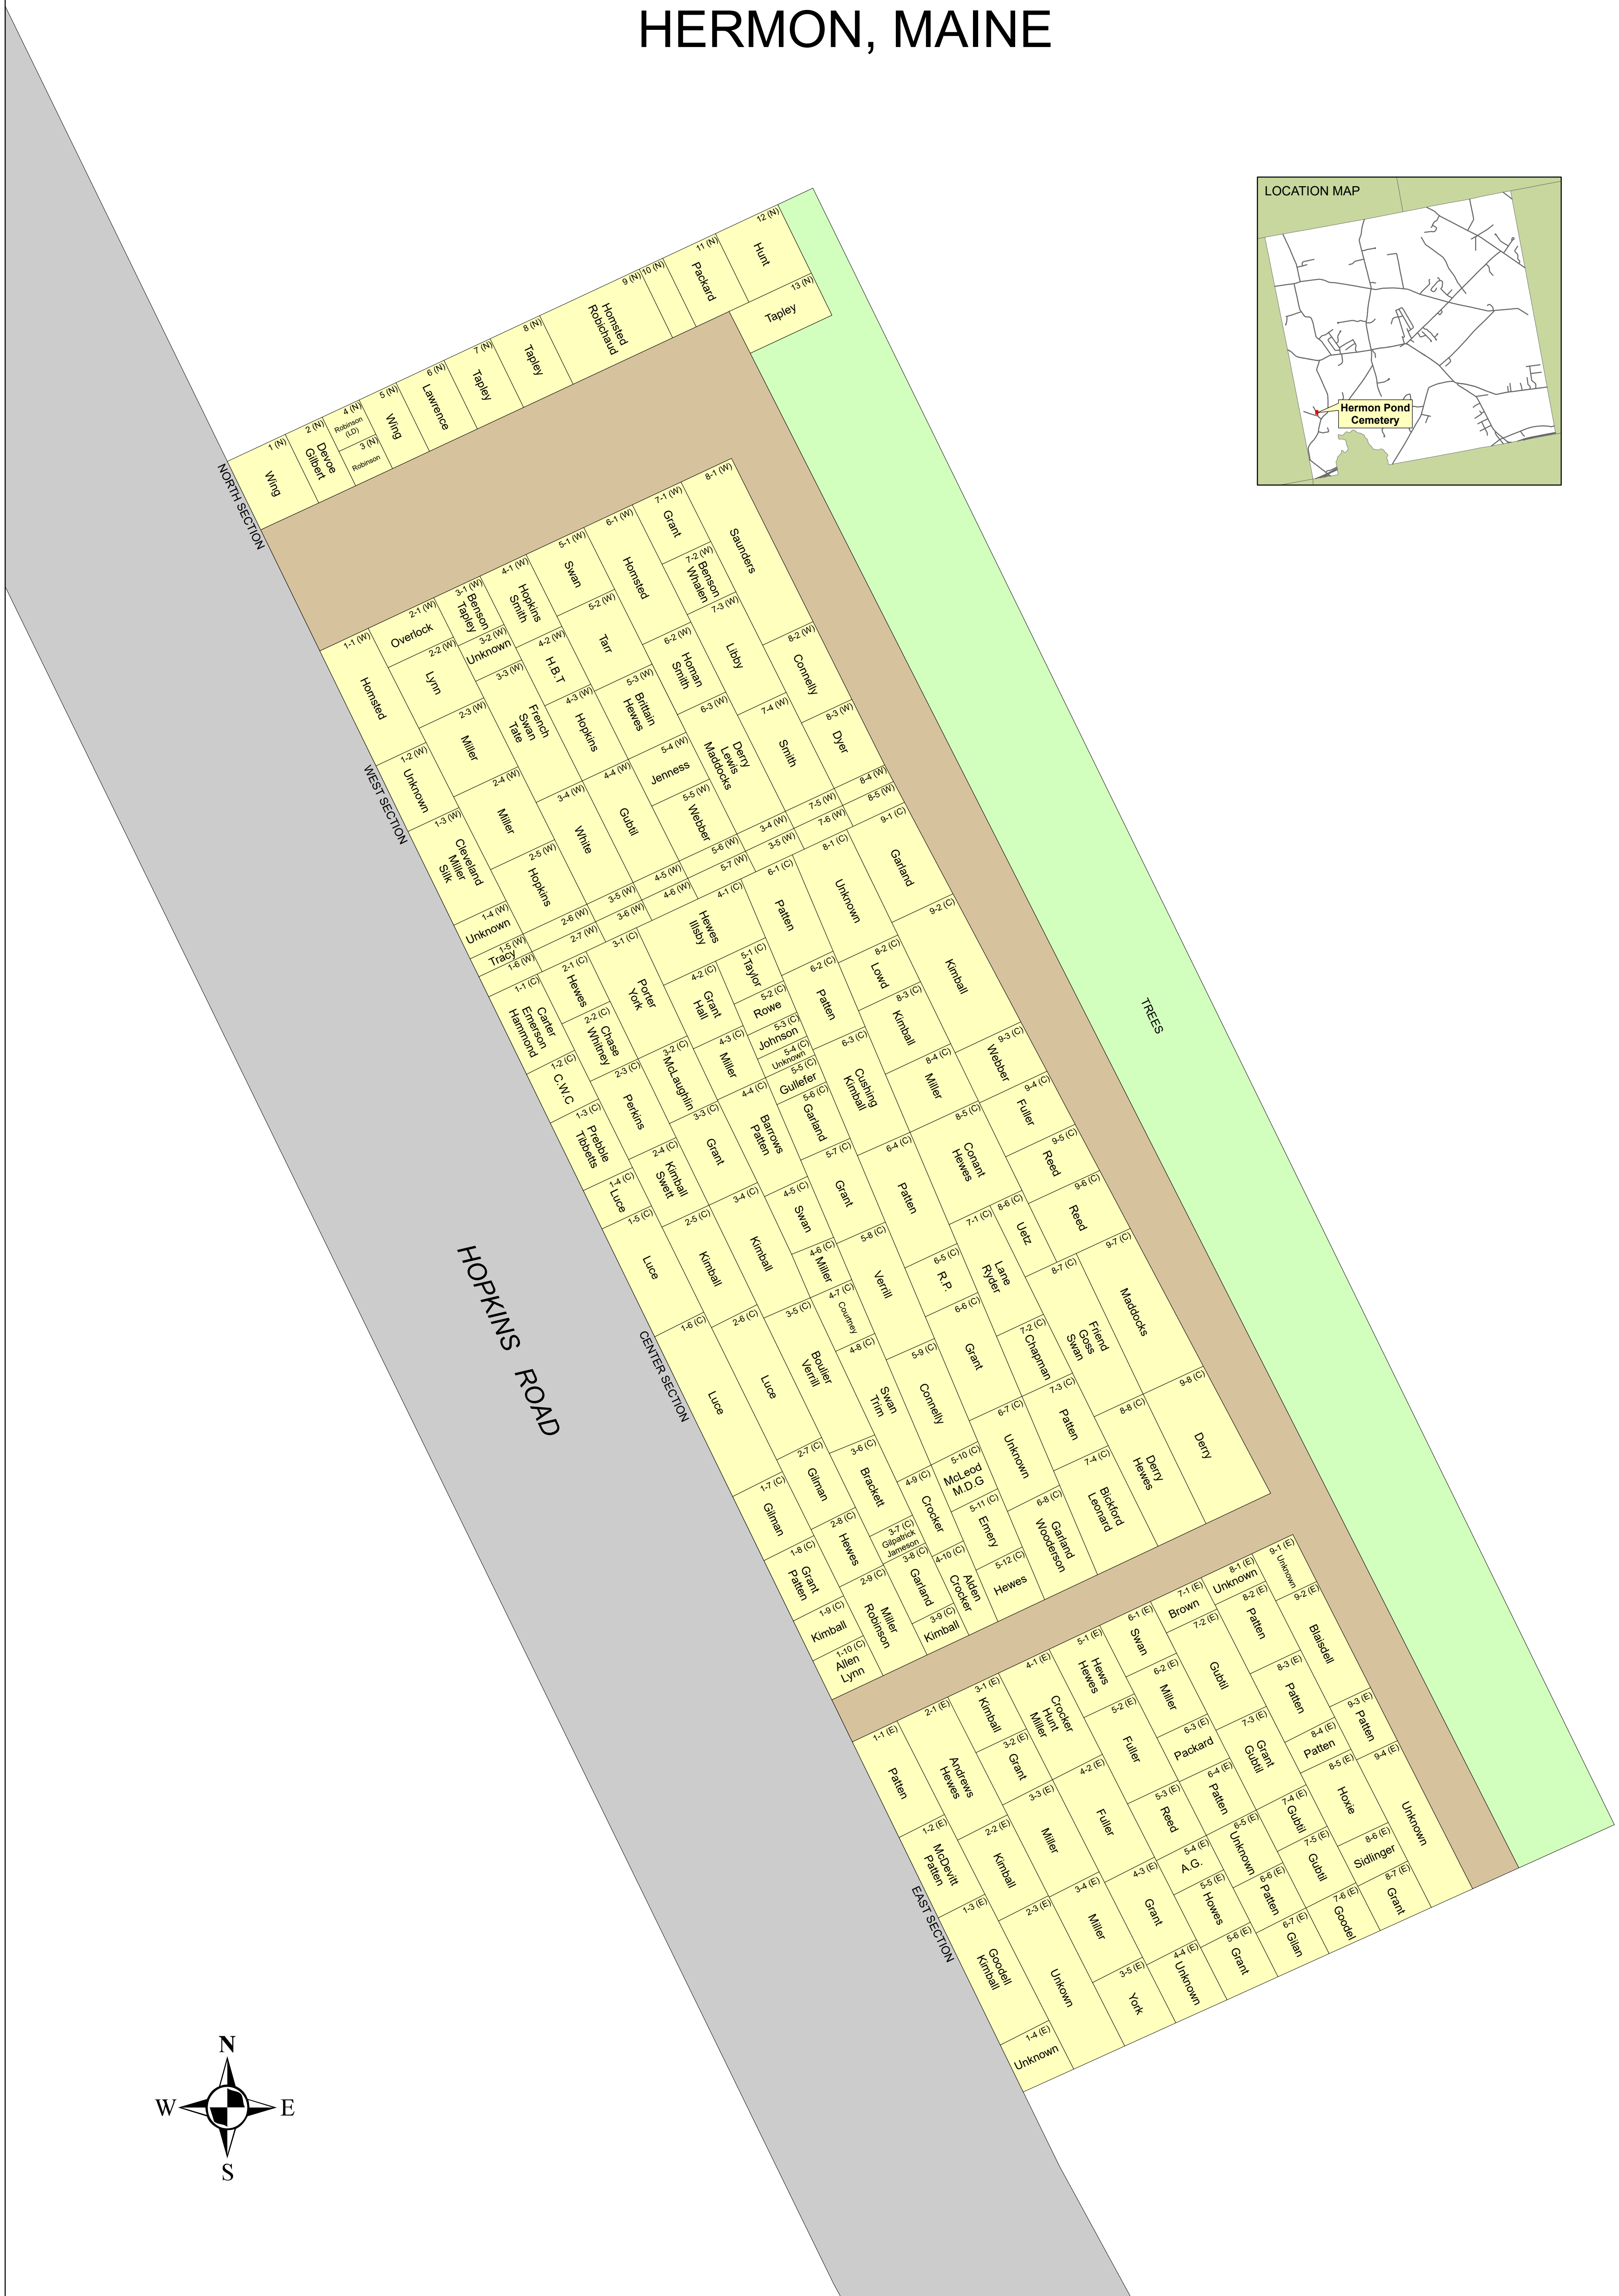 HERMON, MAINE
LOCATION MAP
Hermon Pond
Cemetery
NORTH SECTION
1 (N)
Wing
2 (N)
Devoe
Gilbert
4 (N)
Robinson
(LD)
3 (N)
Robinson
5 (N)
Wing
6 (N)
Lawrence
7 (N)
Tapley
8 (N)
Tapley
9 (N)
Homsted
Robichaud
10 (N)
11 (N)
Packard
12 (N)
Hunt
13 (N)
Tapley
WEST SECTION
1-1 (W)
Homsted
1-2 (W)
Unknown
1-3 (W)
Cleveland
Miller
Silk
1-4 (W)
Unknown
1-5 (W)
Tracy
1-6 (W)
2-1 (W)
Overlock
2-2 (W)
Lynn
2-3 (W)
Miller
2-4 (W)
Miller
2-5 (W)
Hopkins
2-6 (W)
2-7 (W)
3-1 (W)
Benson
Tapley
3-2 (W)
Unknown
3-3 (W)
French
Swan
Tate
3-4 (W)
White
3-5 (W)
3-6 (W)
4-1 (W)
Hopkins
Smith
4-2 (W)
H.B.T
4-3 (W)
Hopkins
4-4 (W)
Gubtil
4-5 (W)
4-6 (W)
5-1 (W)
Swan
5-2 (W)
Tarr
5-3 (W)
Brittain
Hewes
5-4 (W)
Jenness
5-5 (W)
Webber
5-6 (W)
5-7 (W)
6-1 (W)
Homsted
6-2 (W)
Homan
Smith
6-3 (W)
Derry
Lewis
Maddocks
3-4 (W)
3-5 (W)
7-1 (W)
Grant
7-2 (W)
Benson
Whalen
7-3 (W)
Libby
7-4 (W)
Smith
7-5 (W)
7-6 (W)
8-1 (W)
Saunders
8-2 (W)
Connelly
8-3 (W)
Dyer
8-4 (W)
8-5 (W)
CENTER SECTION
1-1 (C)
Carter
Emerson
Hammond
1-2 (C)
C.W.C
1-3 (C)
Prebble
Tibbetts
1-4 (C)
Luce
1-5 (C)
Luce
1-6 (C)
Luce
1-7 (C)
Gilman
1-8 (C)
Grant
Patten
1-9 (C)
Kimball
1-10 (C)
Allen
Lynn
2-1 (C)
Hewes
2-2 (C)
Chase
Whitney
2-3 (C)
Perkins
2-4 (C)
Kimball
Swett
2-5 (C)
Kimball
2-6 (C)
Luce
2-7 (C)
Gilman
2-8 (C)
Hewes
2-9 (C)
Miller
Robinson
3-1 (C)
Porter
York
3-2 (C)
McLaughlin
3-3 (C)
Grant
3-4 (C)
Kimball
3-5 (C)
Boulier
Verrill
3-6 (C)
Brackett
3-7 (C)
Gilpatrick
Jameson
3-8 (C)
Garland
3-9 (C)
Kimball
4-1 (C)
Hewes
Illsby
4-2 (C)
Grant
Hall
4-3 (C)
Miller
4-4 (C)
Barrows
Patten
4-5 (C)
Swan
4-6 (C)
Miller
4-7 (C)
Courtney
4-8 (C)
Swan
Trim
4-9 (C)
Crocker
4-10 (C)
Alden
Crocker
5-1 (C)
Taylor
5-2 (C)
Rowe
5-3 (C)
Johnson
5-4 (C)
Unknown
5-5 (C)
Gullefer
5-6 (C)
Garland
5-7 (C)
Grant
5-8 (C)
Verrill
5-9 (C)
Connelly
5-10 (C)
McLeod
M.D.G
5-11 (C)
Emery
5-12 (C)
Hewes
6-1 (C)
Patten
6-2 (C)
Patten
6-3 (C)
Cushing
Kimball
6-4 (C)
Patten
6-5 (C)
R.P.
6-6 (C)
Grant
6-7 (C)
Unknown
6-8 (C)
Garland
Wooderson
7-1 (C)
Lane
Ryder
7-2 (C)
Chapman
7-3 (C)
Patten
7-4 (C)
Bickford
Leonard
8-1 (C)
Unknown
8-2 (C)
Lowd
8-3 (C)
Kimball
8-4 (C)
Miller
8-5 (C)
Conant
Hewes
8-6 (C)
Uetz
8-7 (C)
Friend
Goss
Swan
8-8 (C)
Derry
Hewes
9-1 (C)
Garland
9-2 (C)
Kimball
9-3 (C)
Webber
9-4 (C)
Fuller
9-5 (C)
Reed
9-6 (C)
Reed
9-7 (C)
Maddocks
9-8 (C)
Derry
TREES
HOPKINS ROAD
EAST SECTION
1-1 (E)
Patten
1-2 (E)
McDevitt
Patten
1-3 (E)
Goodell
Kimball
1-4 (E)
Unknown
2-1 (E)
Andrews
Hewes
2-2 (E)
Kimball
2-3 (E)
Unkown
3-1 (E)
Kimball
3-2 (E)
Grant
3-3 (E)
Miller
3-4 (E)
Miller
3-5 (E)
York
4-1 (E)
Crocker
Hunt
Miller
4-2 (E)
Fuller
4-3 (E)
Grant
4-4 (E)
Unknown
5-1 (E)
Hews
Hewes
5-2 (E)
Fuller
5-3 (E)
Reed
5-4 (E)
A.G.
5-5 (E)
Howes
5-6 (E)
Grant
6-1 (E)
Swan
6-2 (E)
Miller
6-3 (E)
Packard
6-4 (E)
Patten
6-5 (E)
Unknown
6-6 (E)
Patten
6-7 (E)
Gilan
7-1 (E)
Brown
7-2 (E)
Gubtil
7-3 (E)
Grant
Gubtil
7-4 (E)
Gubtil
7-5 (E)
Gubtil
7-6 (E)
Goodel
8-1 (E)
Unknown
8-2 (E)
Patten
8-3 (E)
Patten
8-4 (E)
Patten
8-5 (E)
Hoxie
8-6 (E)
Sidlinger
8-7 (E)
Grant
9-1 (E)
Unknown
9-2 (E)
Blaisdell
9-3 (E)
Patten
9-4 (E)
Unknown
N
W E
S